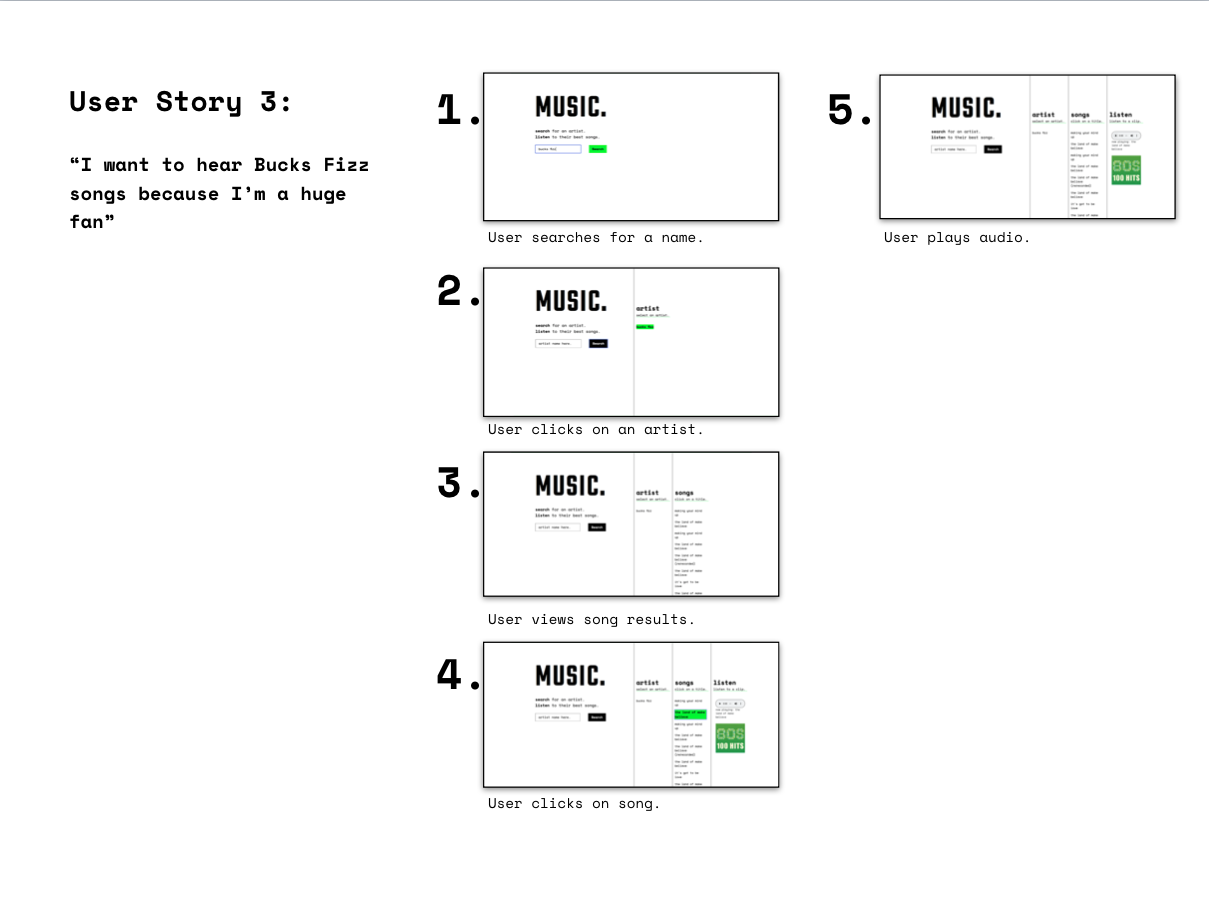 User Story 3:
“I want to hear Bucks Fizz
songs because I’m a huge
fan”
1.
MUSIC.
search for an artist.
listen to their best songs.
Search
User searches for a name.
2.
MUSIC.
search for an artist.
listen to their best songs.
artist name here.
Search
artist
select an artist.
User clicks on an artist.
3.
MUSIC.
search for an artist.
listen to their best songs.
artist name here.
Search
artist
select an artist.
songs
click on a title.
making your mind
up
the land of make
believe
making your mind
up
the land of make
believe
the land of make
believe
the land of make
believe
it's got to be
love
the land of make
User views song results.
4.
MUSIC.
search for an artist.
listen to their best songs.
artist name here.
Search
artist
select an artist.
songs
click on a title.
making your mind
up
the land of make
believe
making your mind
up
the land of make
believe
the land of make
believe
the land of make
believe
it's got to be
love
the land of make
listen
listen to a clip.
80S
100 HITS
User clicks on song.
5.
MUSIC.
search for an artist.
listen to their best songs.
artist name here.
Search
artist
select an artist.
songs
click on a title.
making your mind
up
the land of make
believe
making your mind
up
the land of make
believe
the land of make
believe
the land of make
believe
it's got to be
love
the land of make
listen
listen to a clip.
80S
100 HITS
User plays audio.